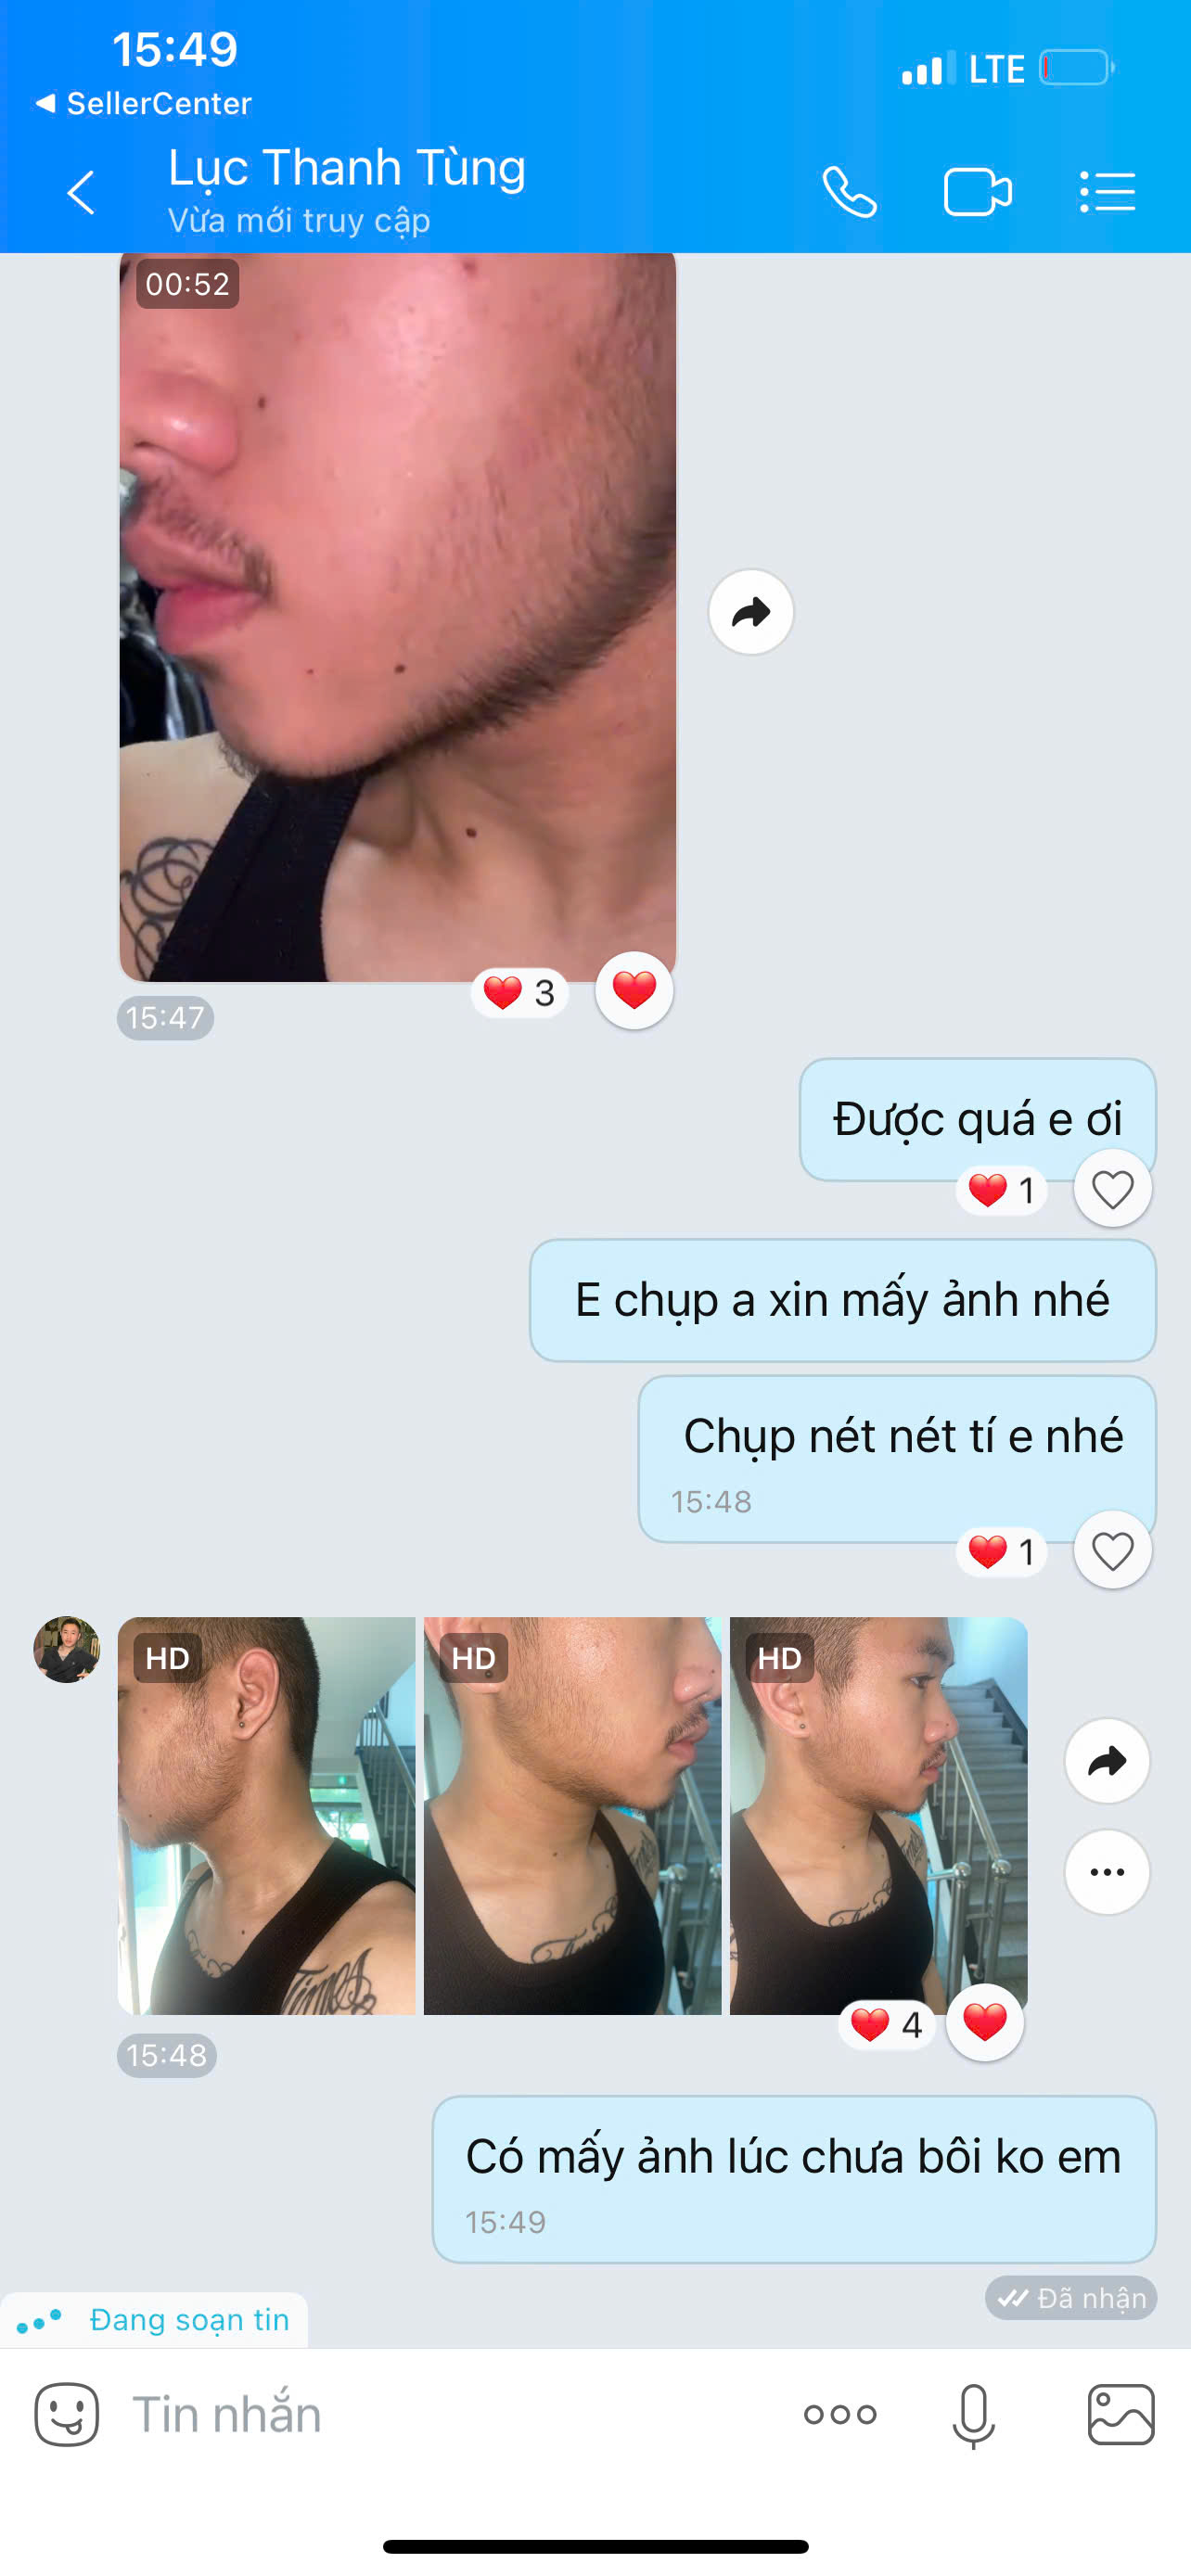 15:49
LTE
◀ SellerCenter
Lục Thanh Tùng
Vừa mới truy cập
00:52
3
15:47
Được quá e ơi
1
E chụp a xin mấy ảnh nhé
Chụp nét nét tí e nhé
15:48
1
HD
HD
HD
Times
4
15:48
Có mấy ảnh lúc chưa bôi ko em
15:49
Đã nhận
Đang soạn tin
Tin nhắn